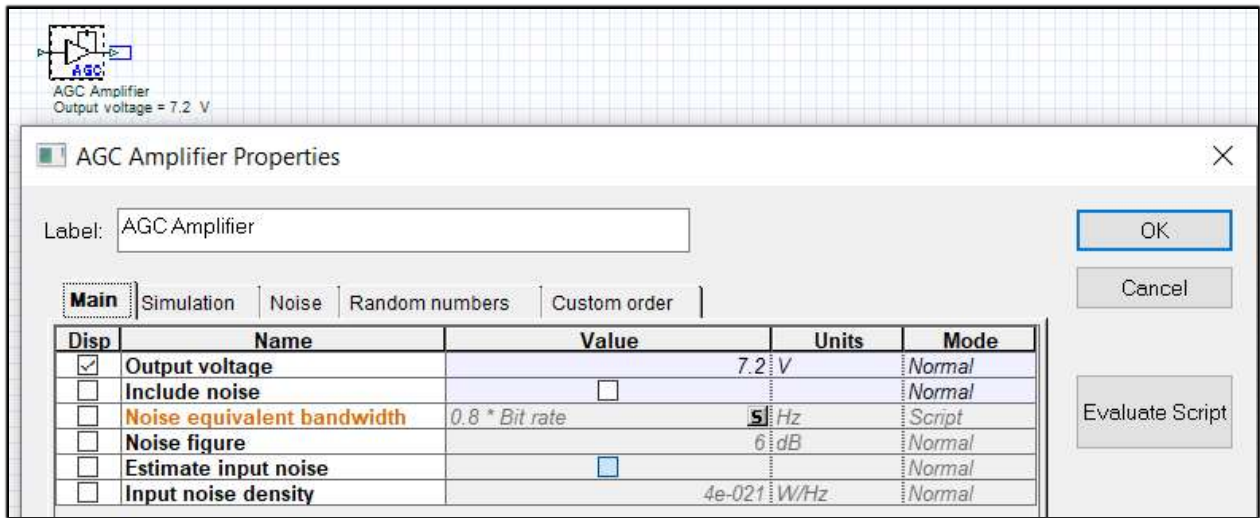 AGC
AGC Amplifier
Output voltage = 7.2 V
AGC Amplifier Properties
Label: AGC Amplifier
OK
Cancel
Main Simulation Noise Random numbers Custom order
Disp Name Value Units Mode
Output voltage 7.2 V Normal
Include noise Normal
Noise equivalent bandwidth 0.8 * Bit rate S Hz Script
Noise figure 6 dB Normal
Estimate input noise Normal
Input noise density 4e-021 W/Hz Normal
Evaluate Script